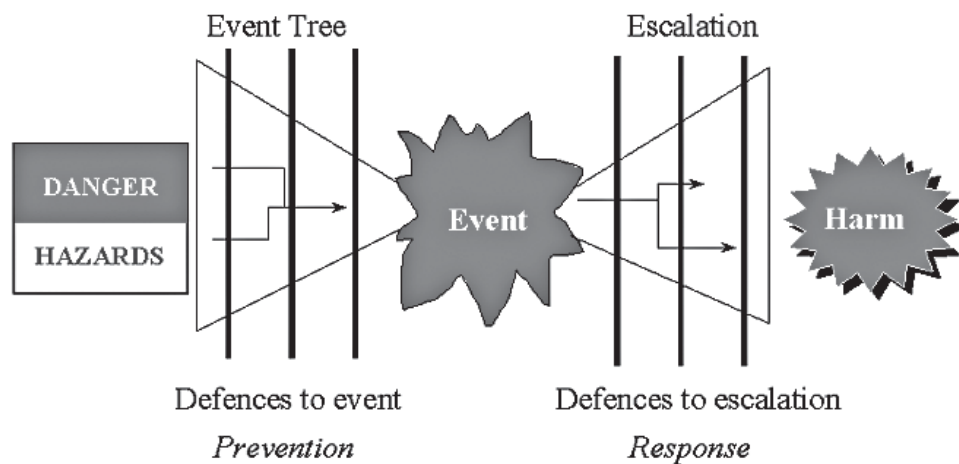 Event Tree
Escalation
DANGER
HAZARDS
Event
Harm
Defences to event
Defences to escalation
Prevention
Response